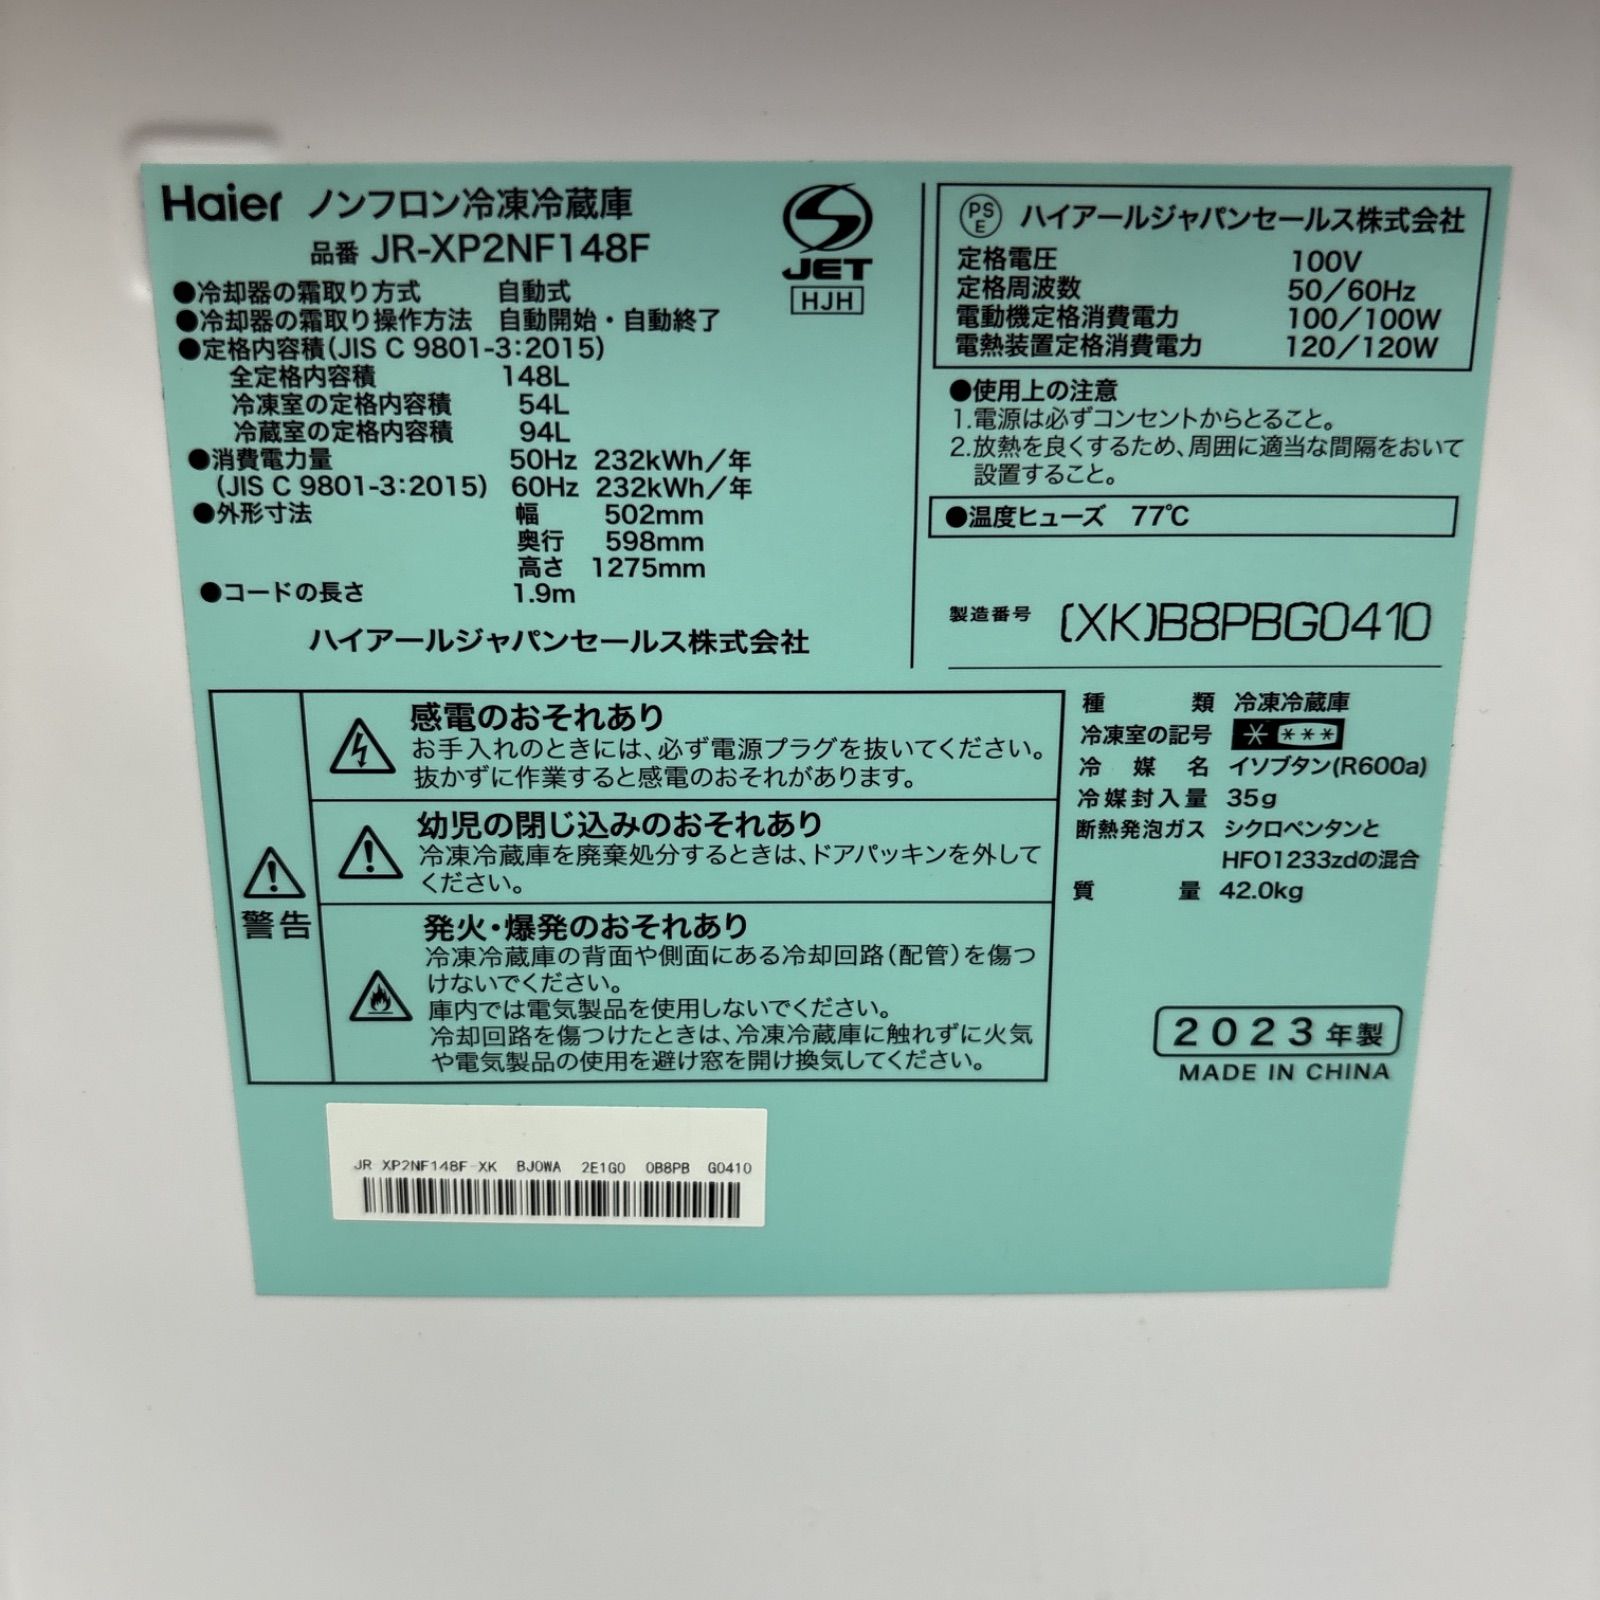 Haier ノンフロン冷凍冷蔵庫
品番 JR-XP2NF148F
●冷却器の霜取り方式 自動式
●冷却器の霜取り操作方法 自動開始・自動終了
●定格内容積(JIS C 9801-3:2015)
全定格内容積 148L
冷凍室の定格内容積 54L
冷蔵室の定格内容積 94L
●消費電力量 50Hz 232kWh/年
(JIS C 9801-3:2015) 60Hz 232kWh/年
●外形寸法 幅 502mm
奥行 598mm
高さ 1275mm
●コードの長さ 1.9m
ハイアールジャパンセールス株式会社
JET
HJH
PS E ハイアールジャパンセールス株式会社
定格電圧 100V
定格周波数 50/60Hz
電動機定格消費電力 100/100W
電熱装置定格消費電力 120/120W
●使用上の注意
1.電源は必ずコンセントからとること。
2.放熱を良くするため、周囲に適当な間隔をおいて
設置すること。
●温度ヒューズ 77℃
製造番号 (XK)B8PBG0410
警告
感電のおそれあり
お手入れのときには、必ず電源プラグを抜いてください。
抜かずに作業すると感電のおそれがあります。
幼児の閉じ込みのおそれあり
冷凍冷蔵庫を廃棄処分するときは、ドアパッキンを外して
ください。
発火・爆発のおそれあり
冷凍冷蔵庫の背面や側面にある冷却回路(配管)を傷つ
けないでください。
庫内では電気製品を使用しないでください。
冷却回路を傷つけたときは、冷凍冷蔵庫に触れずに火気
や電気製品の使用を避け窓を開け換気してください。
種類 冷凍冷蔵庫
冷凍室の記号 * ***
冷媒名 イソブタン(R600a)
冷媒封入量 35g
断熱発泡ガス シクロペンタンと
HFO1233zdの混合
質量 42.0kg
2023年製
MADE IN CHINA
JR XP2NF148F-XK BJ0WA 2E1G0 0B8PB G0410